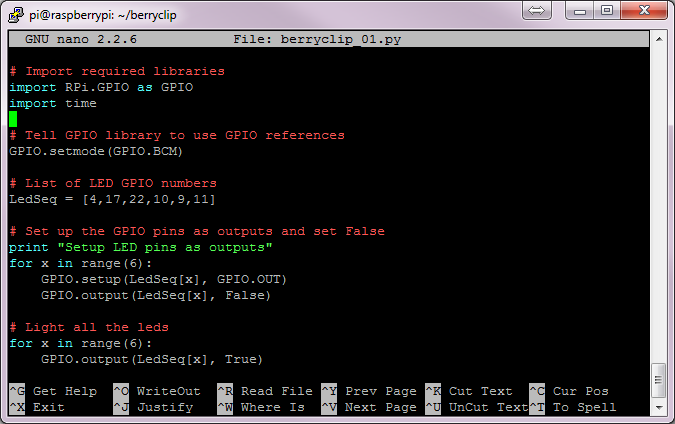 pi@raspberrypi: ~/berryclip
GNU nano 2.2.6 File: berryclip_01.py
# Import required libraries
import RPi.GPIO as GPIO
import time
# Tell GPIO library to use GPIO references
GPIO.setmode(GPIO.BCM)
# List of LED GPIO numbers
LedSeq = [4,17,22,10,9,11]
# Set up the GPIO pins as outputs and set False
print "Setup LED pins as outputs"
for x in range(6):
    GPIO.setup(LedSeq[x], GPIO.OUT)
    GPIO.output(LedSeq[x], False)
# Light all the leds
for x in range(6):
    GPIO.output(LedSeq[x], True)
^G Get Help ^O WriteOut ^R Read File ^Y Prev Page ^K Cut Text ^C Cur Pos
^X Exit ^J Justify ^W Where Is ^V Next Page ^U UnCut Text ^T To Spell